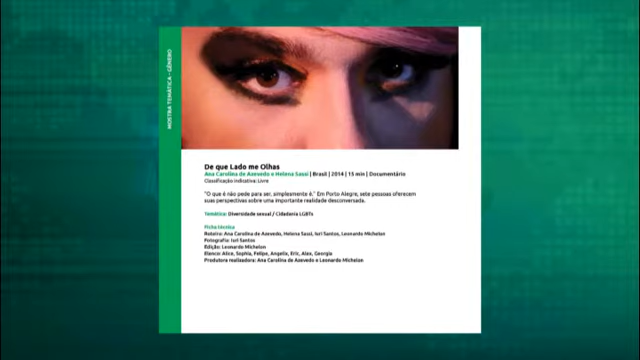 MOSTRA TEMÁTICA - GÊNERO
De que Lado me Olhas
Ana Carolina de Azevedo e Helena Sassi | Brasil | 2014 | 15 min | Documentário
Classificação indicativa: Livre
"O que é não pede para ser, simplesmente é." Em Porto Alegre, sete pessoas oferecem
suas perspectivas sobre uma importante realidade desconversada.
Temática: Diversidade sexual / Cidadania LGBTs
Ficha técnica
Roteiro: Ana Carolina de Azevedo, Helena Sassi, Iuri Santos, Leonardo Michelon
Fotografia: Iuri Santos
Edição: Leonardo Michelon
Elenco: Alice, Sophia, Felipe, Angelix, Eric, Alex, Georgia
Produtora realizadora: Ana Carolina de Azevedo e Leonardo Michelon